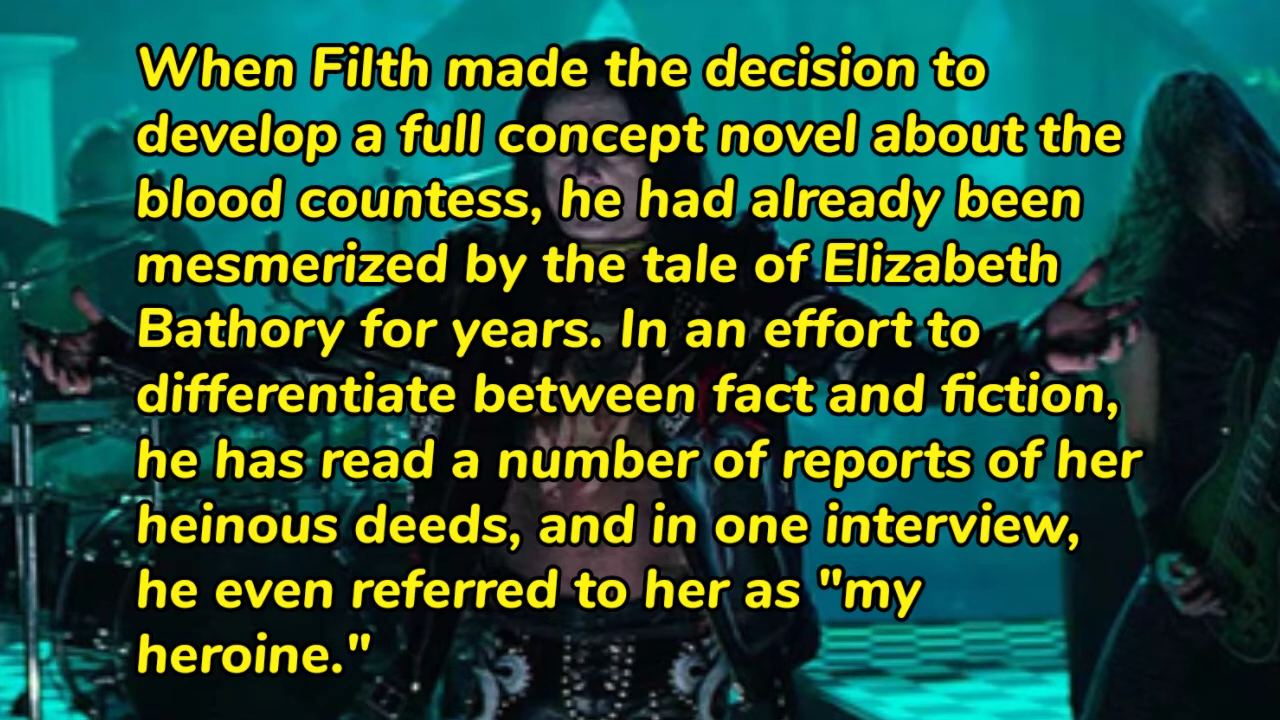 When Filth made the decision to
develop a full concept novel about the
blood countess, he had already been
mesmerized by the tale of Elizabeth
Bathory for years. In an effort to
differentiate between fact and fiction,
he has read a number of reports of her
heinous deeds, and in one interview,
he even referred to her as "my
heroine."